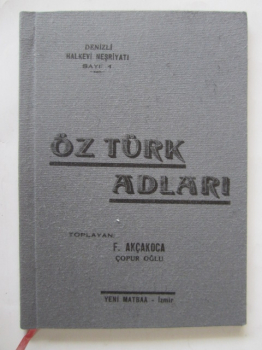 DENİZLİ
HALKEVİ NEŞRİYATI
SAYI 4
ÖZ TÜRK
ADLARI
TOPLAYAN:
F. AKÇAKOCA
ÇOPUR OĞLU
YENİ MATBAA - İzmir